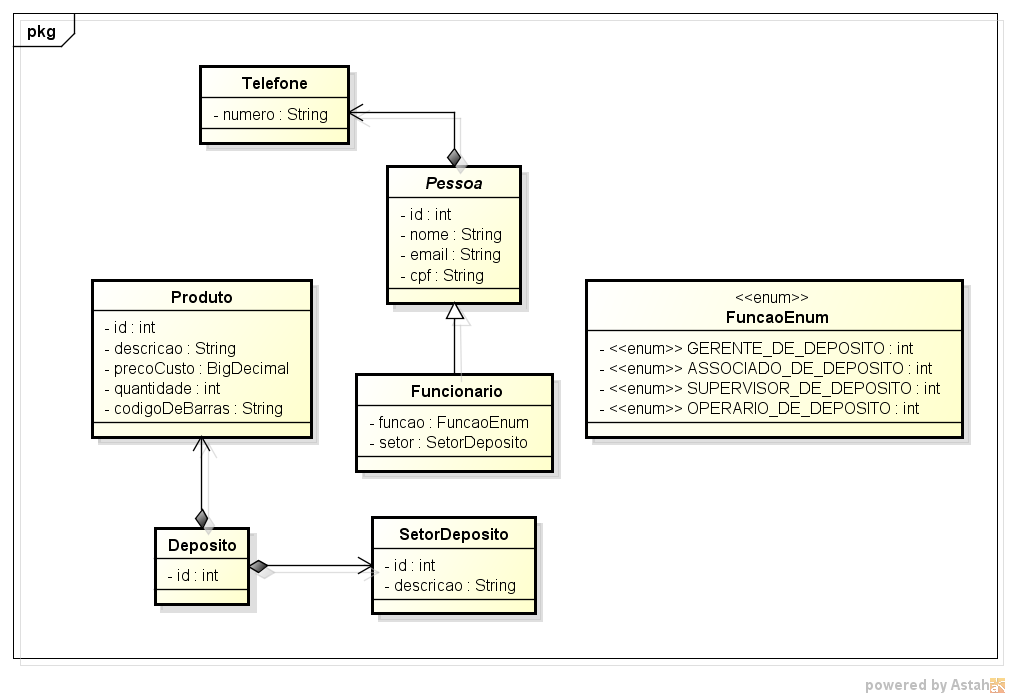 pkg
Telefone
- numero : String
Pessoa
- id : int
- nome : String
- email : String
- cpf : String
Produto
- id : int
- descricao : String
- precoCusto : BigDecimal
- quantidade : int
- codigoDeBarras : String
<<enum>>
FuncaoEnum
- <<enum>> GERENTE_DE_DEPOSITO : int
- <<enum>> ASSOCIADO_DE_DEPOSITO : int
- <<enum>> SUPERVISOR_DE_DEPOSITO : int
- <<enum>> OPERARIO_DE_DEPOSITO : int
Funcionario
- funcao : FuncaoEnum
- setor : SetorDeposito
Deposito
- id : int
SetorDeposito
- id : int
- descricao : String
powered by Astah